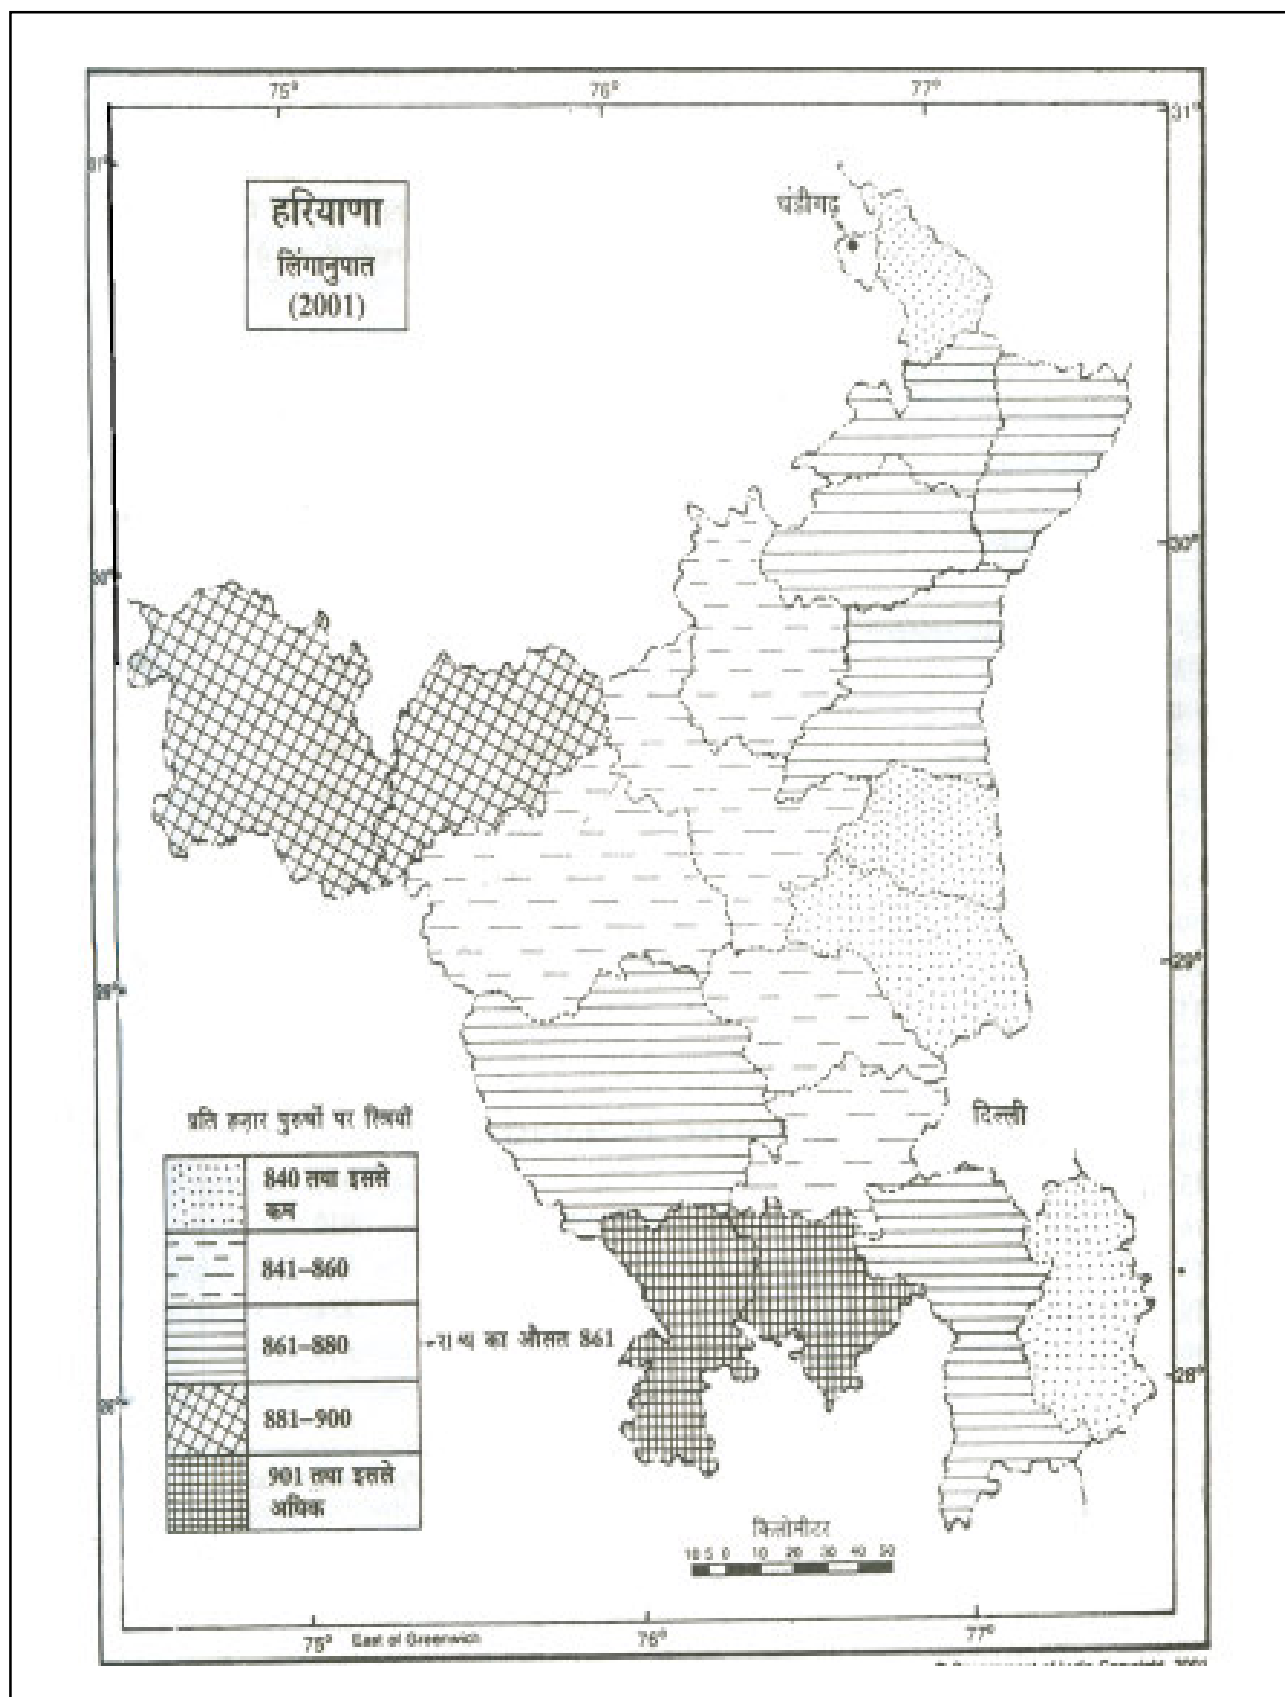 75° 76° 77°
31°
31°
हरियाणा
लिंगानुपात
(2001)
चंडीगढ़
30°
30°
29°
दिल्ली
प्रति हज़ार पुरुषों पर स्त्रियाँ
840 तथा इससे
कम
841–860
861–880
राज्य का औसत 861
881–900
901 तथा इससे
अधिक
28°
किलोमीटर
10 5 0 10 20 30 40 50
75° East of Greenwich 76° 77°